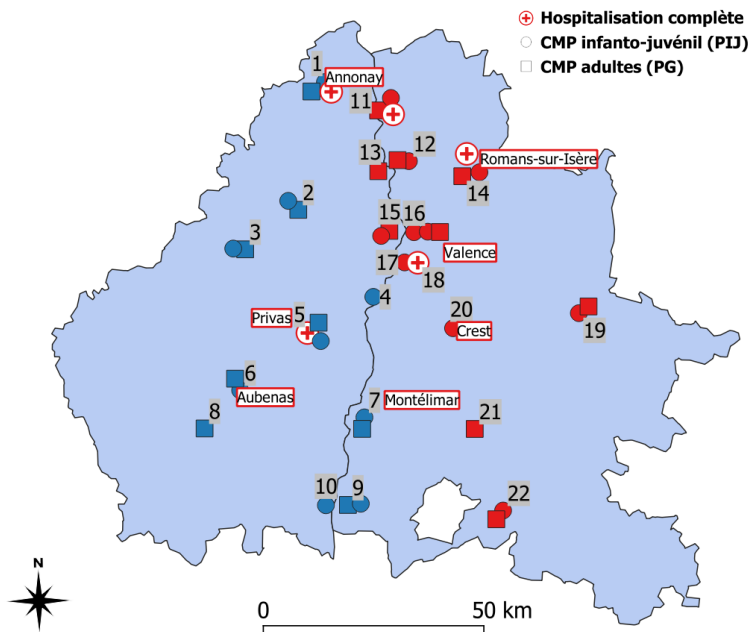 Hospitalisation complète
CMP infanto-juvénil (PIJ)
CMP adultes (PG)
1
Annonay
11
12
13
Romans-sur-Isère
14
2
15
16
3
Valence
17
18
4
Privas
5
20
Crest
19
6
Aubenas
7
Montélimar
8
21
10
9
22
N
0
50 km